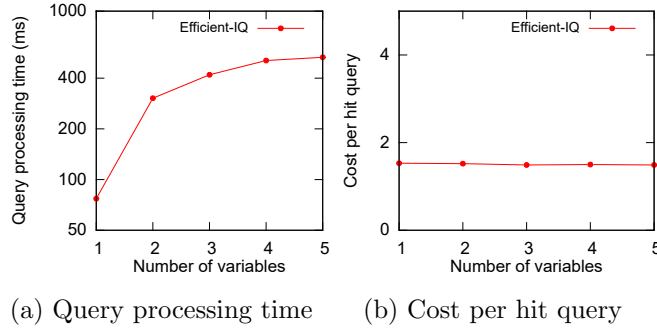 Query processing time (ms)
1000
400
200
100
50
Efficient-IQ
1 2 3 4 5
Number of variables
(a) Query processing time
Cost per hit query
4
2
0
Efficient-IQ
1 2 3 4 5
Number of variables
(b) Cost per hit query